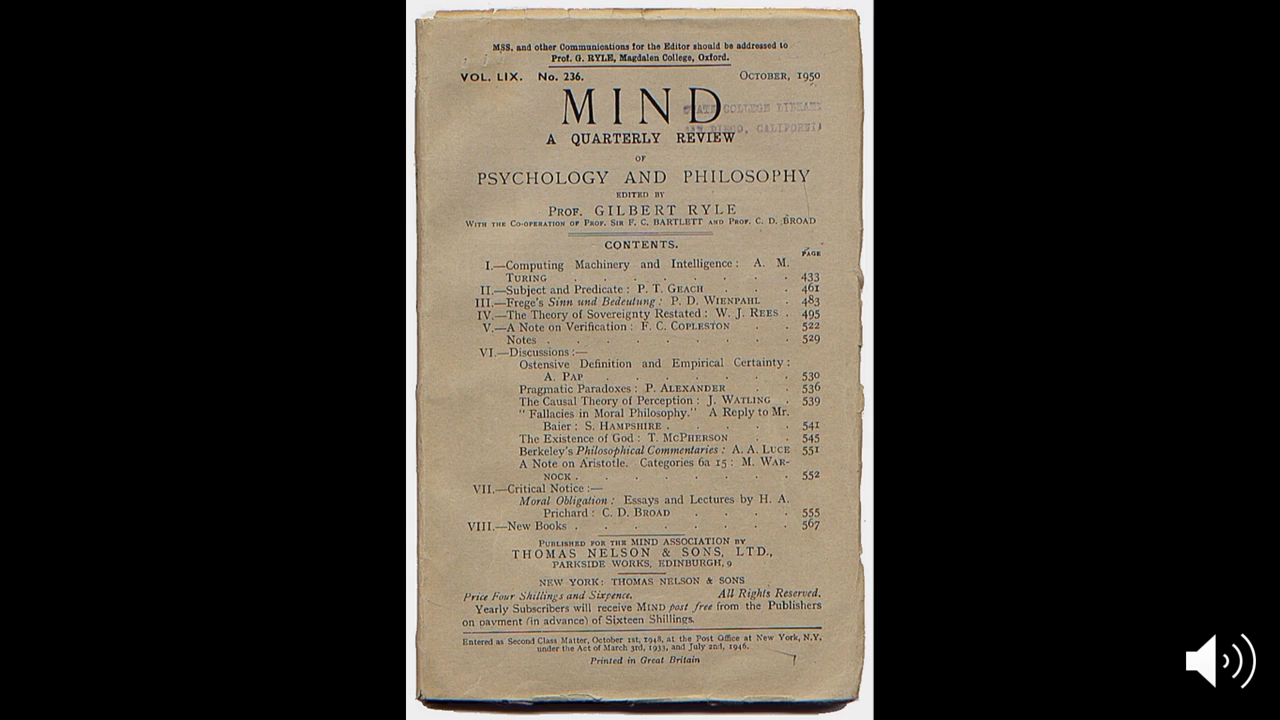 MSS. and other Communications for the Editor should be addressed to
Prof. G. RYLE, Magdalen College, Oxford.
VOL. LIX. No. 236. OCTOBER, 1950
MIND
STATE COLLEGE LIBRARY
SAN DIEGO, CALIFORNIA
A QUARTERLY REVIEW
OF
PSYCHOLOGY AND PHILOSOPHY
EDITED BY
PROF. GILBERT RYLE
WITH THE CO-OPERATION OF PROF. SIR F. C. BARTLETT AND PROF. C. D. BROAD
CONTENTS.
PAGE
I.—Computing Machinery and Intelligence : A. M.
TURING . . . . . . . . 433
II.—Subject and Predicate : P. T. GEACH . . . 461
III.—Frege's Sinn und Bedeutung : P. D. WIENPAHL . 483
IV.—The Theory of Sovereignty Restated : W. J. REES . 495
V.—A Note on Verification : F. C. COPLESTON . . 522
Notes . . . . . . . . 529
VI.—Discussions :—
Ostensive Definition and Empirical Certainty :
A. PAP . . . . . . . 530
Pragmatic Paradoxes : P. ALEXANDER . . 536
The Causal Theory of Perception : J. WATLING . 539
" Fallacies in Moral Philosophy." A Reply to Mr.
Baier : S. HAMPSHIRE . . . . . 541
The Existence of God : T. MCPHERSON . . 545
Berkeley's Philosophical Commentaries : A. A. LUCE 551
A Note on Aristotle. Categories 6a 15 : M. WAR-
NOCK . . . . . . . 552
VII.—Critical Notice :—
Moral Obligation : Essays and Lectures by H. A.
Prichard : C. D. BROAD . . . . 555
VIII.—New Books . . . . . . . 567
PUBLISHED FOR THE MIND ASSOCIATION BY
THOMAS NELSON & SONS, LTD.,
PARKSIDE WORKS, EDINBURGH, 9
NEW YORK: THOMAS NELSON & SONS
Price Four Shillings and Sixpence. All Rights Reserved.
Yearly Subscribers will receive MIND post free from the Publishers
on payment (in advance) of Sixteen Shillings.
Entered as Second Class Matter, October 1st, 1948, at the Post Office at New York, N.Y.
under the Act of March 3rd, 1933, and July 2nd, 1946.
Printed in Great Britain